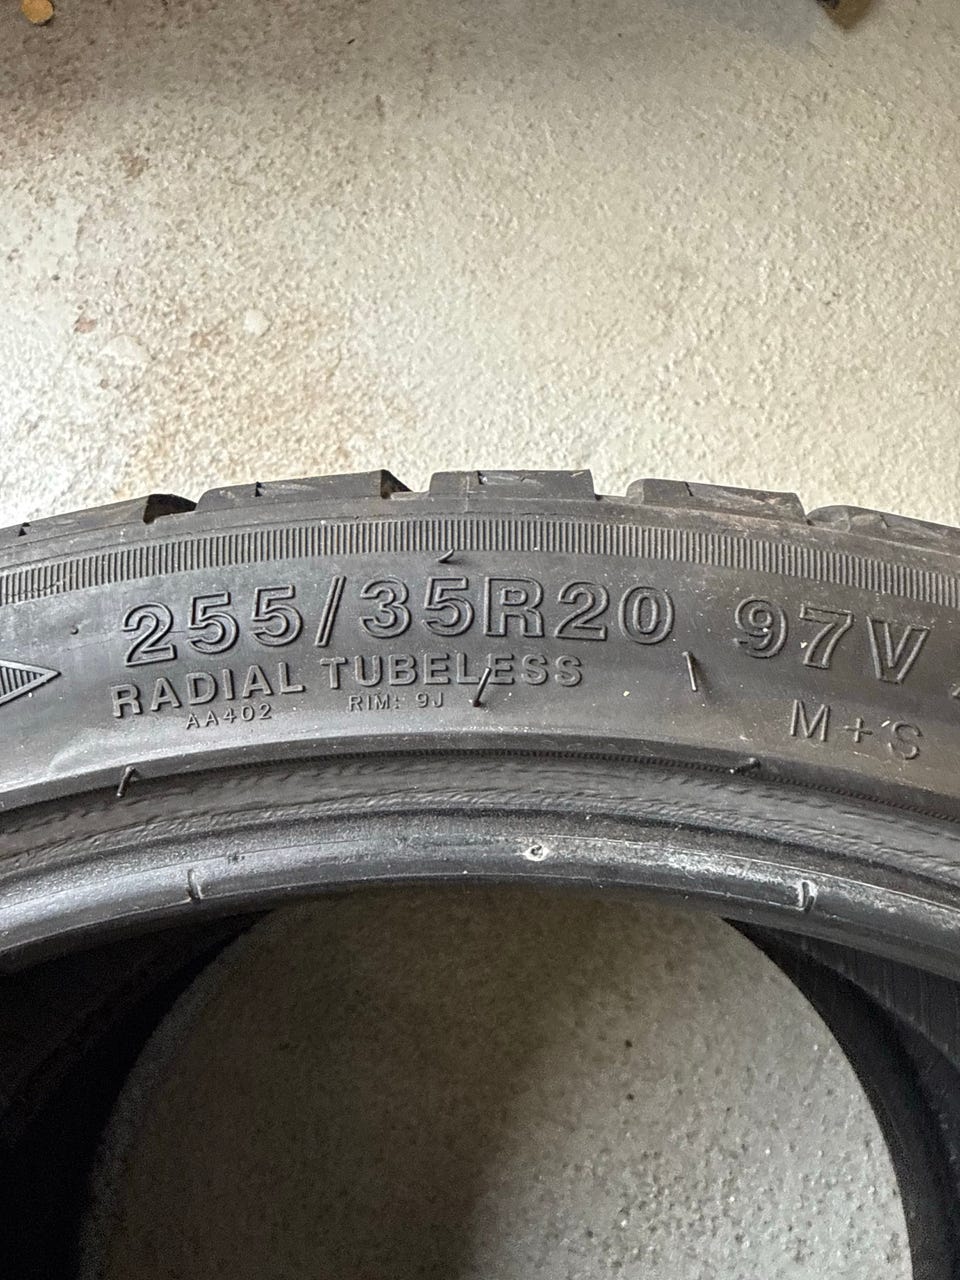 255/35R20 97V
RADIAL TUBELESS
AA402 RIM: 9J
M+S